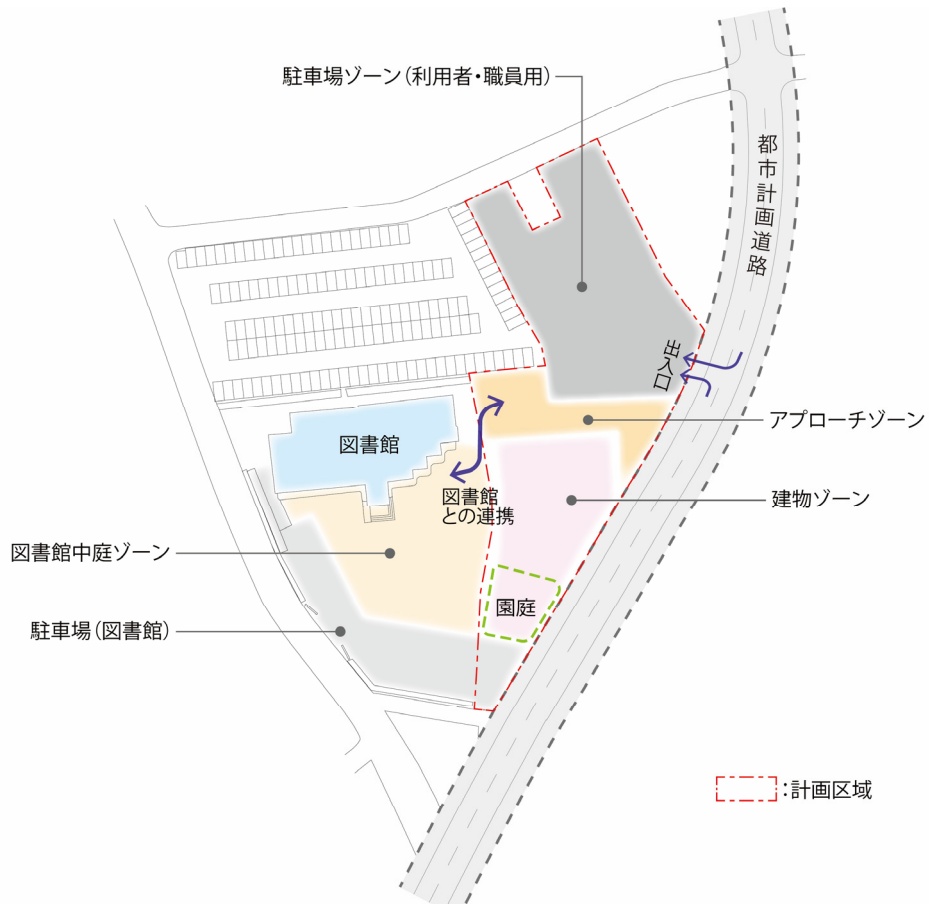 駐車場ゾーン（利用者・職員用）
都市計画道路
出入口
アプローチゾーン
図書館
図書館
との連携
建物ゾーン
図書館中庭ゾーン
園庭
駐車場（図書館）
：計画区域